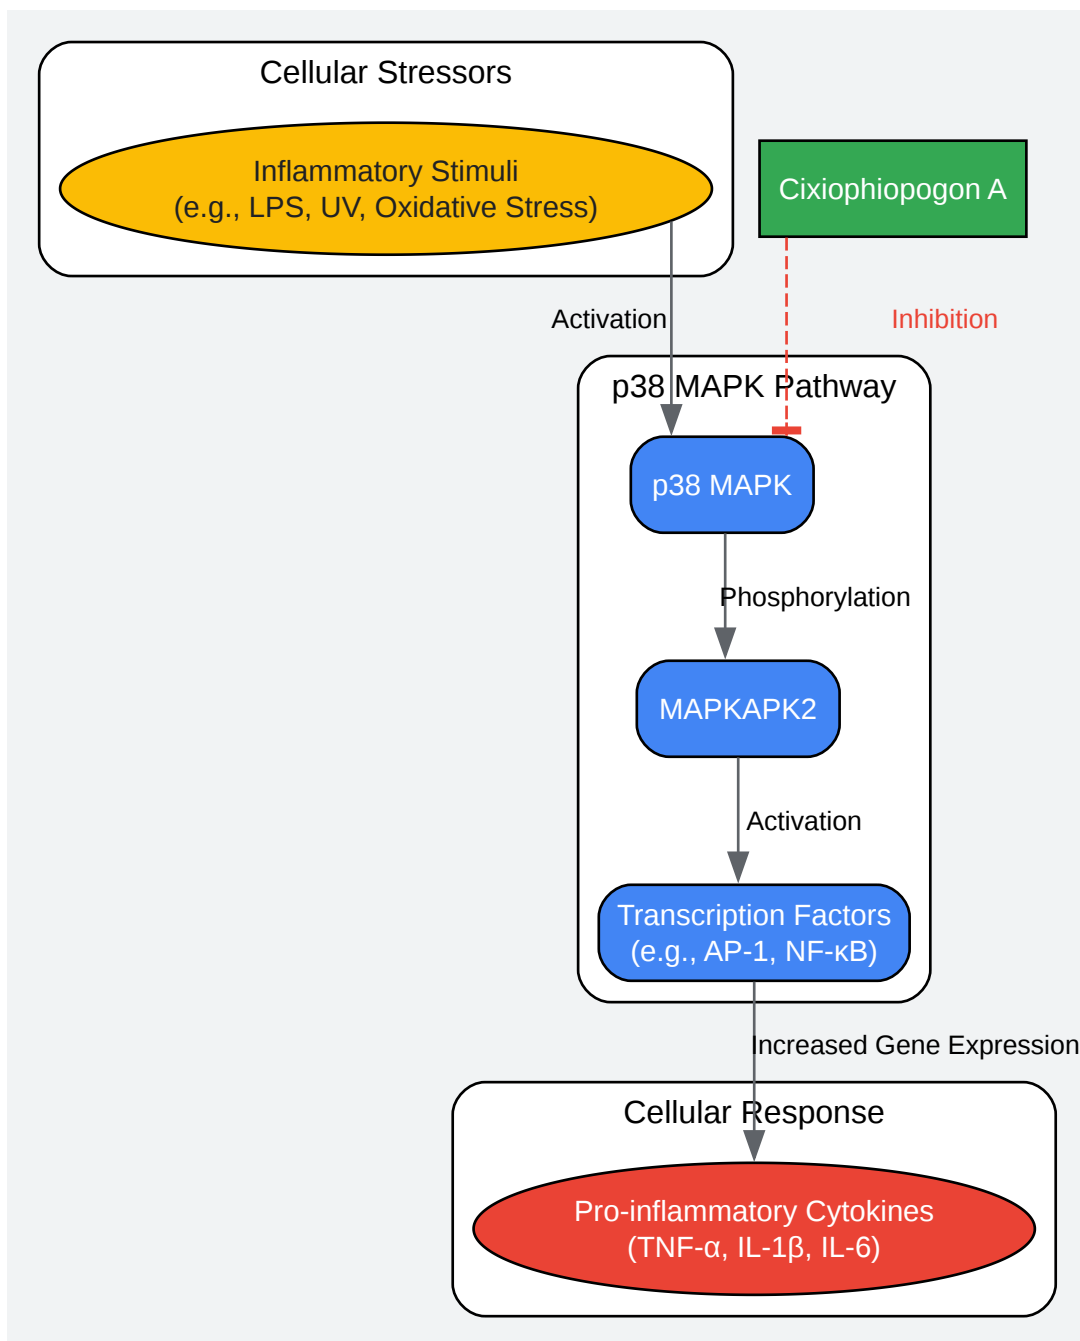 Cellular Stressors
Inflammatory Stimuli
(e.g., LPS, UV, Oxidative Stress)
Cixiophiopogon A
Activation
Inhibition
p38 MAPK Pathway
p38 MAPK
Phosphorylation
MAPKAPK2
Activation
Transcription Factors
(e.g., AP-1, NF-κB)
Increased Gene Expression
Cellular Response
Pro-inflammatory Cytokines
(TNF-α, IL-1β, IL-6)